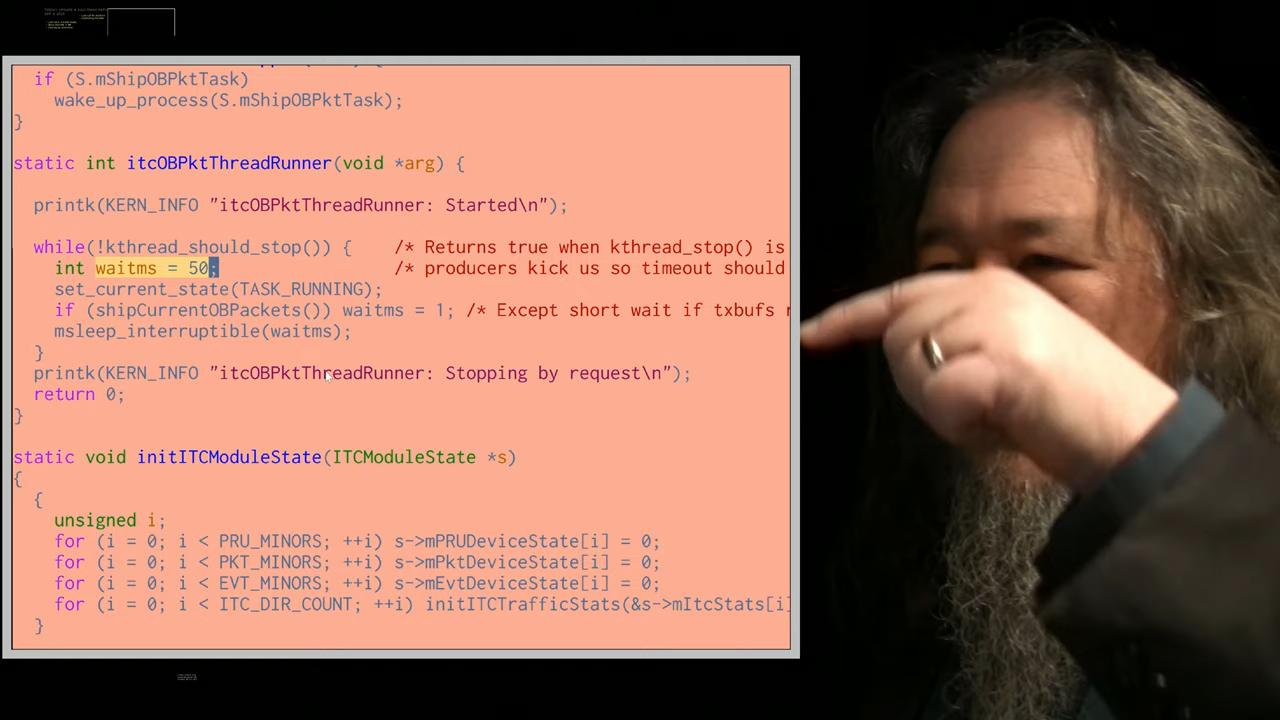 if (S.mShipOBPktTask)
wake_up_process(S.mShipOBPktTask);
}
static int itcOBPktThreadRunner(void *arg) {
printk(KERN_INFO "itcOBPktThreadRunner: Started\n");
while(!kthread_should_stop()) { /* Returns true when kthread_stop() is
int waitms = 50; /* producers kick us so timeout should
set_current_state(TASK_RUNNING);
if (shipCurrentOBPackets()) waitms = 1; /* Except short wait if txbufs
msleep_interruptible(waitms);
}
printk(KERN_INFO "itcOBPktThreadRunner: Stopping by request\n");
return 0;
}
static void initITCModuleState(ITCModuleState *s)
{
{
unsigned i;
for (i = 0; i < PRU_MINORS; ++i) s->mPRUDeviceState[i] = 0;
for (i = 0; i < PKT_MINORS; ++i) s->mPktDeviceState[i] = 0;
for (i = 0; i < EVT_MINORS; ++i) s->mEvtDeviceState[i] = 0;
for (i = 0; i < ITC_DIR_COUNT; ++i) initITCTrafficStats(&s->mItcStats[i]
}